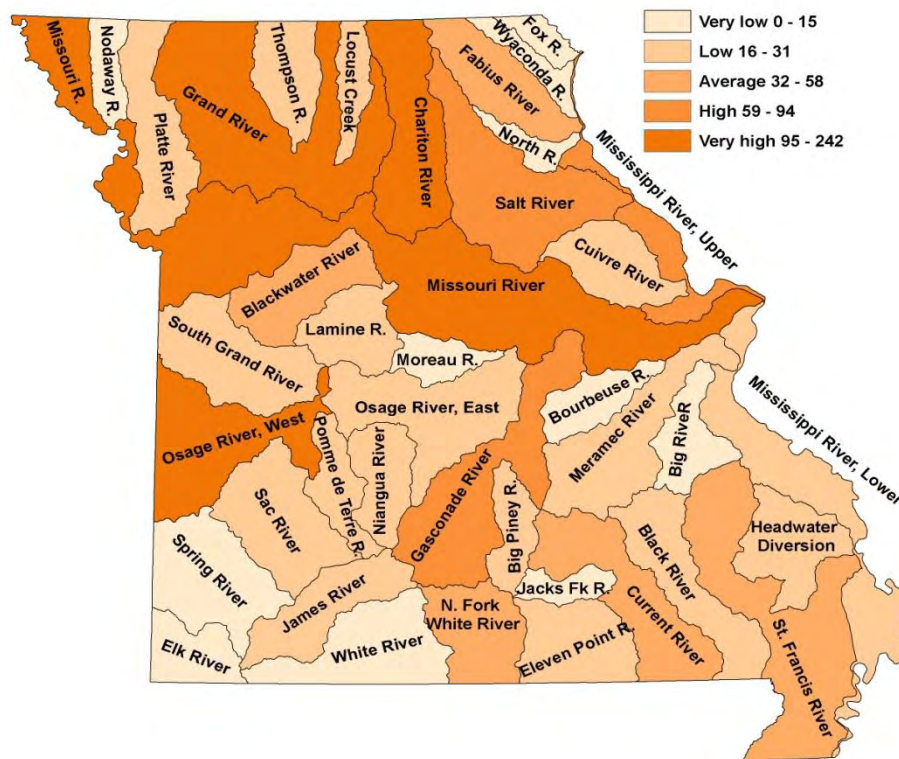 Very low 0 - 15
Low 16 - 31
Average 32 - 58
High 59 - 94
Very high 95 - 242
Missouri R.
Nodaway R.
Platte River
Grand River
Thompson R.
Locust Creek
Chariton River
Fox R.
Wyaconda R.
Fabius River
North R.
Salt River
Mississippi River, Upper
Cuivre River
Missouri River
Blackwater River
Lamine R.
South Grand River
Moreau R.
Osage River, East
Osage River, West
Pomme de Terre R.
Niangua River
Sac River
Gasconade River
Big Piney R.
Bourbeuse R.
Meramec River
Big RiveR
Mississippi River, Lower
Headwater
Diversion
Black River
Current River
St. Francis River
Jacks Fk R.
Eleven Point R.
N. Fork
White River
White River
James River
Spring River
Elk River